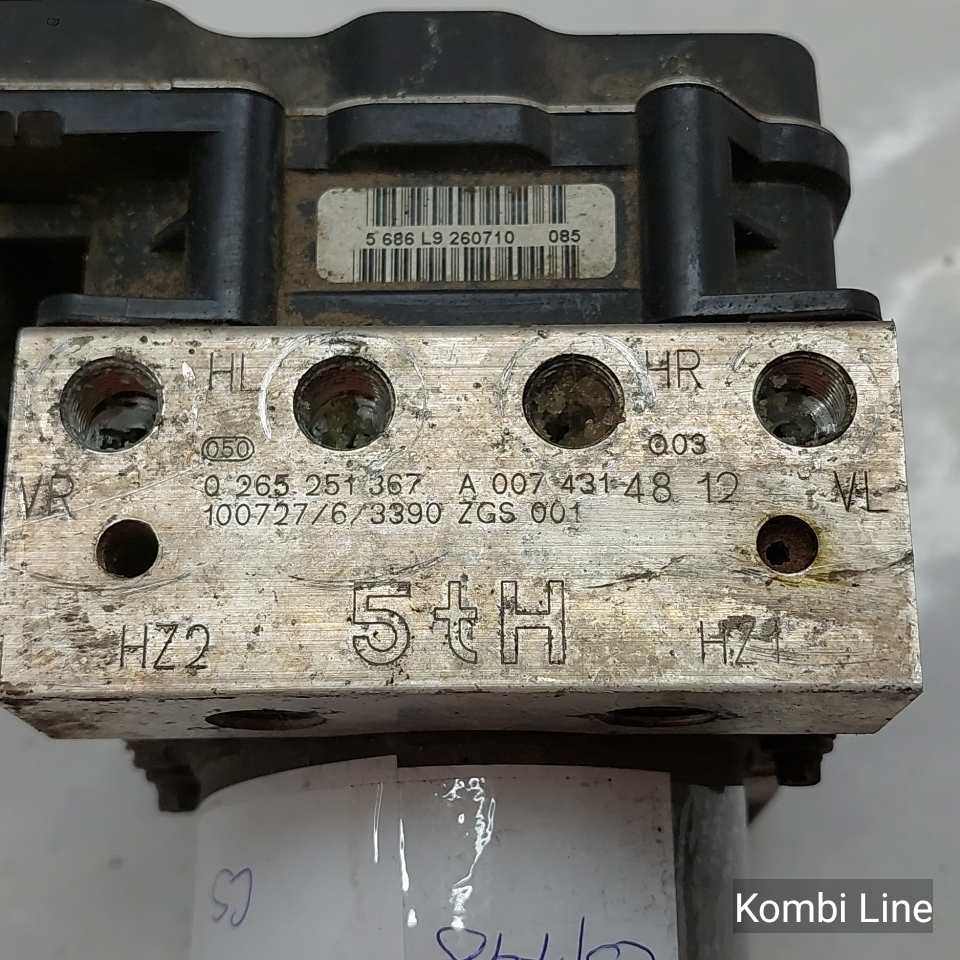 5 686 L9 260710 085
HL HR
050 003
VR 0 265 251 367 A 007 431 48 12 VL
100727/6/3390 ZGS 001
5tH
HZ2 HZ1
Kombi Line